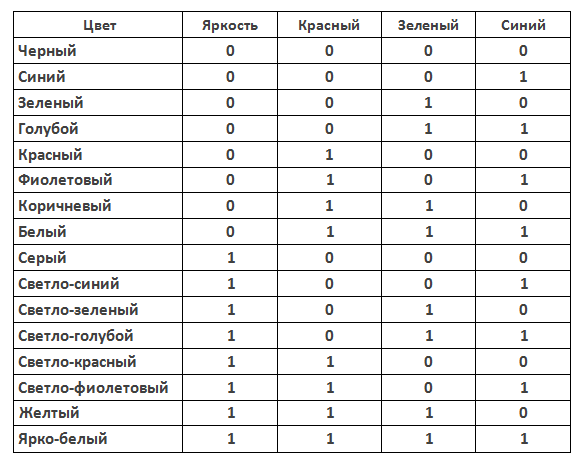 Цвет Яркость Красный Зеленый Синий
Черный 0 0 0 0
Синий 0 0 0 1
Зеленый 0 0 1 0
Голубой 0 0 1 1
Красный 0 1 0 0
Фиолетовый 0 1 0 1
Коричневый 0 1 1 0
Белый 0 1 1 1
Серый 1 0 0 0
Светло-синий 1 0 0 1
Светло-зеленый 1 0 1 0
Светло-голубой 1 0 1 1
Светло-красный 1 1 0 0
Светло-фиолетовый 1 1 0 1
Желтый 1 1 1 0
Ярко-белый 1 1 1 1